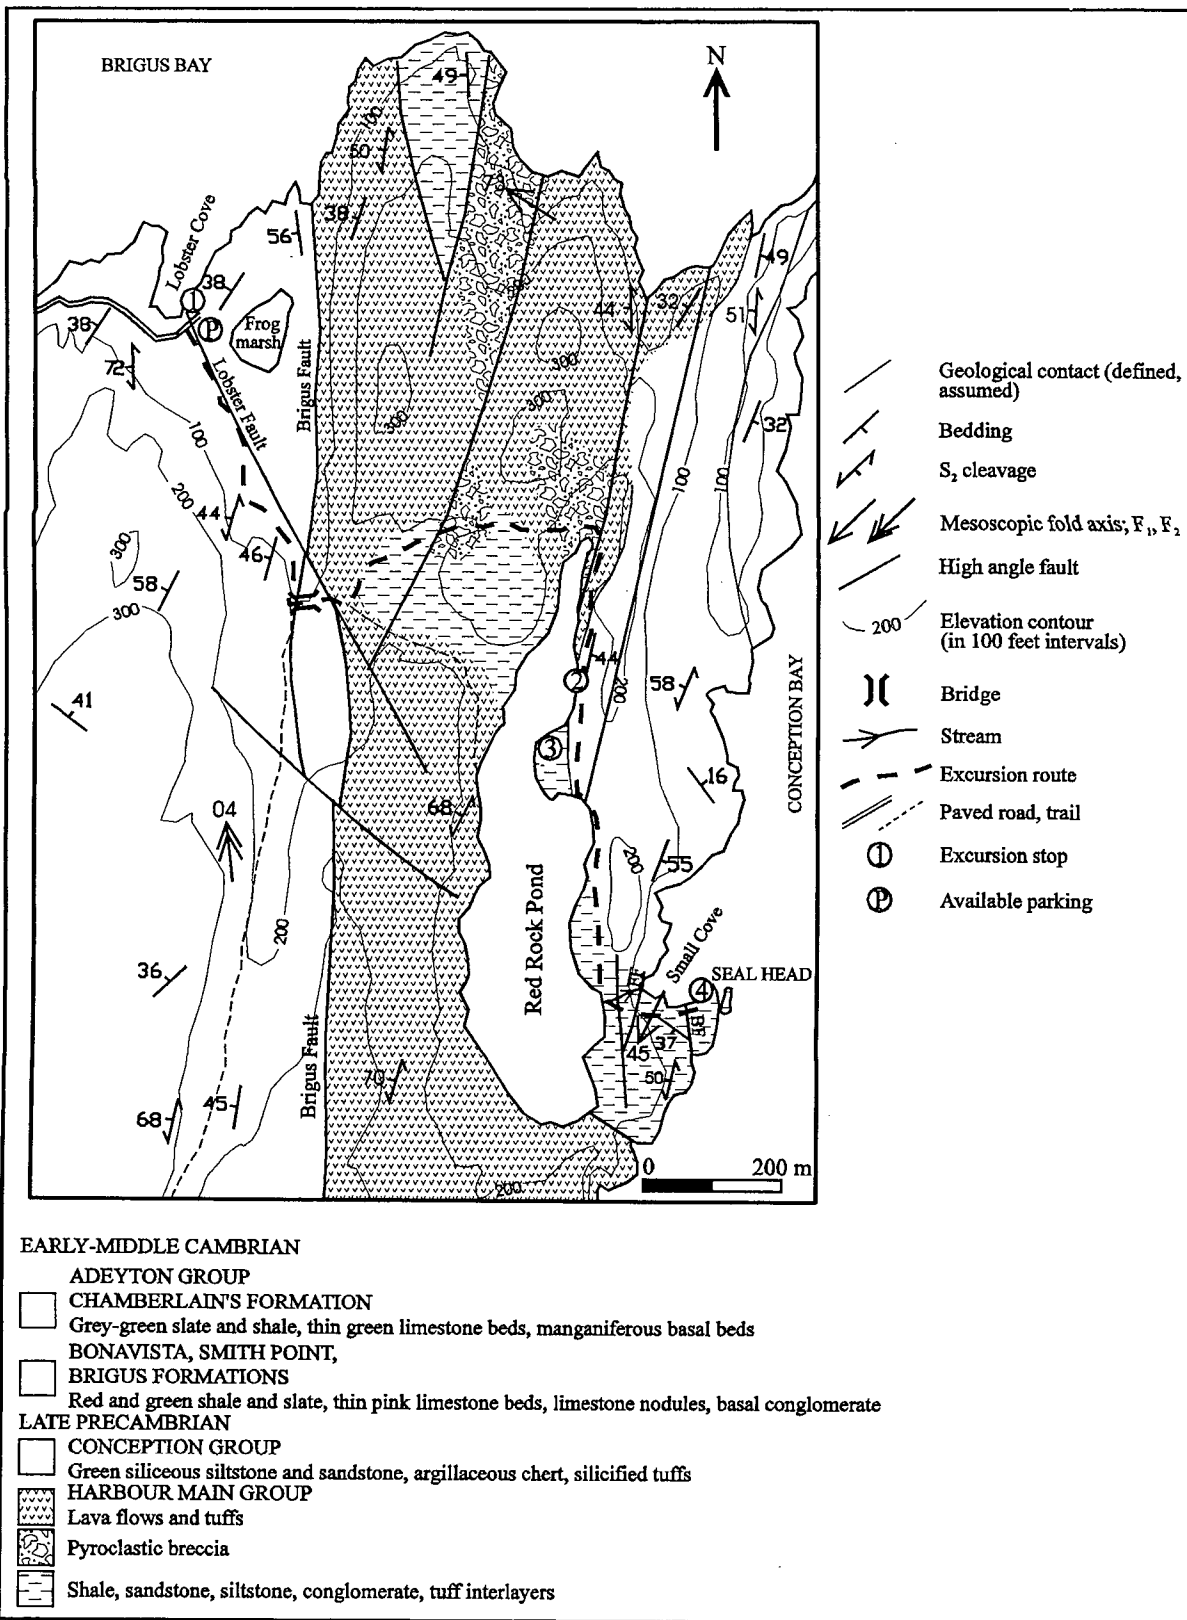 BRIGUS BAY
N
49
100
50
73
38
56
Lobster Cove
1
38
P
Frog
marsh
38
72
Lobster Fault
Brigus Fault
300
300
300
44
32
49
51
32
100
100
100
200
300
44
46
58
300
44
2
200
58
3
41
16
CONCEPTION BAY
04
68
55
200
200
Red Rock Pond
Small Cove
SEAL HEAD
4
36
BF
45
37
50
Brigus Fault
70
68
45
200
0 200 m
Geological contact (defined,
assumed)
Bedding
S2 cleavage
Mesoscopic fold axis; F1, F2
High angle fault
200
Elevation contour
(in 100 feet intervals)
Bridge
Stream
Excursion route
Paved road, trail
1 Excursion stop
P Available parking
EARLY-MIDDLE CAMBRIAN
ADEYTON GROUP
CHAMBERLAIN'S FORMATION
Grey-green slate and shale, thin green limestone beds, manganiferous basal beds
BONAVISTA, SMITH POINT,
BRIGUS FORMATIONS
Red and green shale and slate, thin pink limestone beds, limestone nodules, basal conglomerate
LATE PRECAMBRIAN
CONCEPTION GROUP
Green siliceous siltstone and sandstone, argillaceous chert, silicified tuffs
HARBOUR MAIN GROUP
Lava flows and tuffs
Pyroclastic breccia
Shale, sandstone, siltstone, conglomerate, tuff interlayers